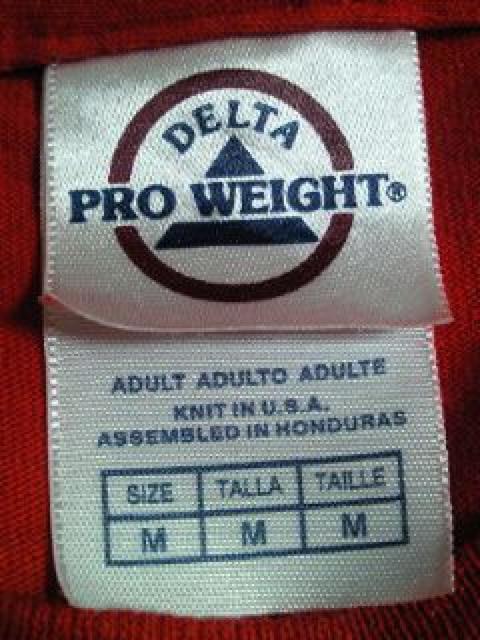 DELTA
PRO WEIGHT®
ADULT ADULTO ADULTE
KNIT IN U.S.A.
ASSEMBLED IN HONDURAS
SIZE TALLA TAILLE
M M M